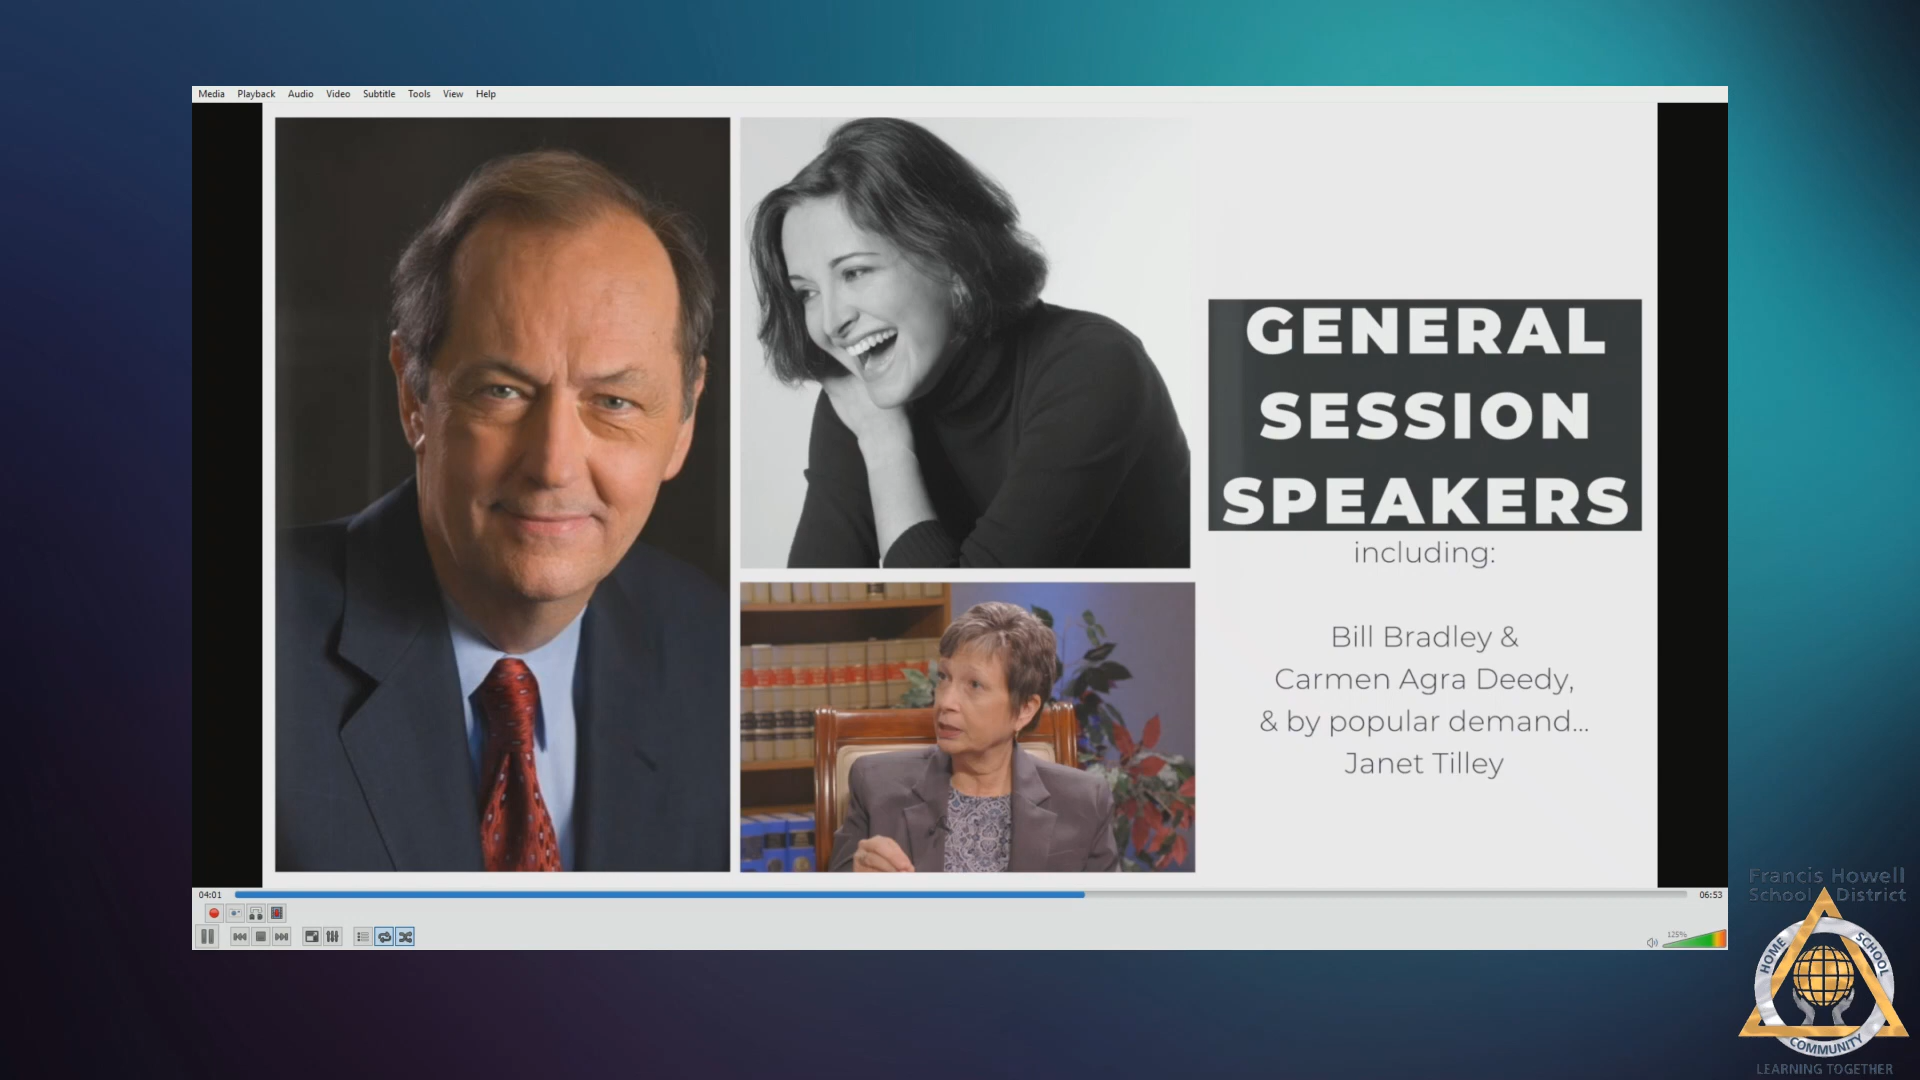 Media Playback Audio Video Subtitle Tools View Help
GENERAL
SESSION
SPEAKERS
including:
Bill Bradley &
Carmen Agra Deedy,
& by popular demand...
Janet Tilley
04:01
06:53
125%
Francis Howell
School District
HOME
SCHOOL
COMMUNITY
LEARNING TOGETHER